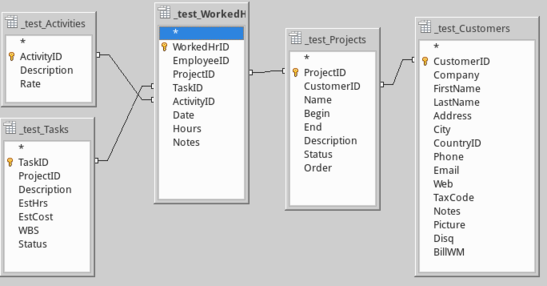 _test_Activities
*
ActivityID
Description
Rate
_test_Tasks
*
TaskID
ProjectID
Description
EstHrs
EstCost
WBS
Status
_test_WorkedH
*
WorkedHrID
EmployeeID
ProjectID
TaskID
ActivityID
Date
Hours
Notes
_test_Projects
*
ProjectID
CustomerID
Name
Begin
End
Description
Status
Order
_test_Customers
*
CustomerID
Company
FirstName
LastName
Address
City
CountryID
Phone
Email
Web
TaxCode
Notes
Picture
Disq
BillWM